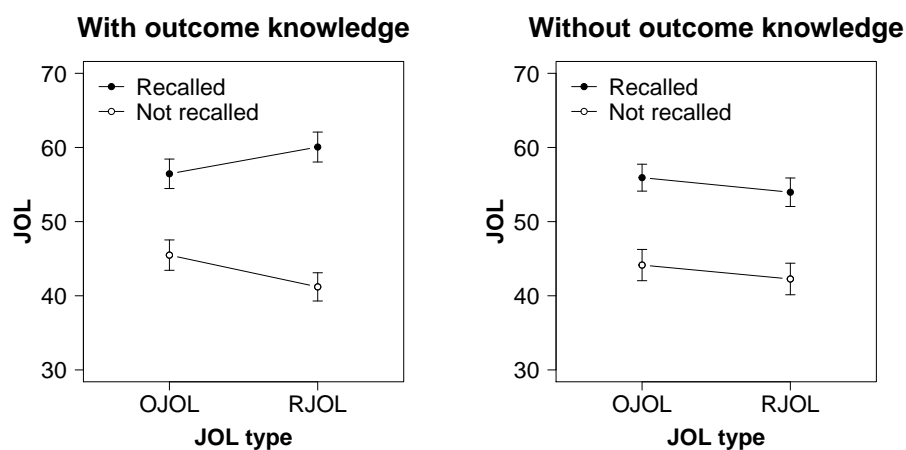 With outcome knowledge
70
60
50
40
30
JOL
Recalled
Not recalled
OJOL
RJOL
JOL type
Without outcome knowledge
70
60
50
40
30
JOL
Recalled
Not recalled
OJOL
RJOL
JOL type